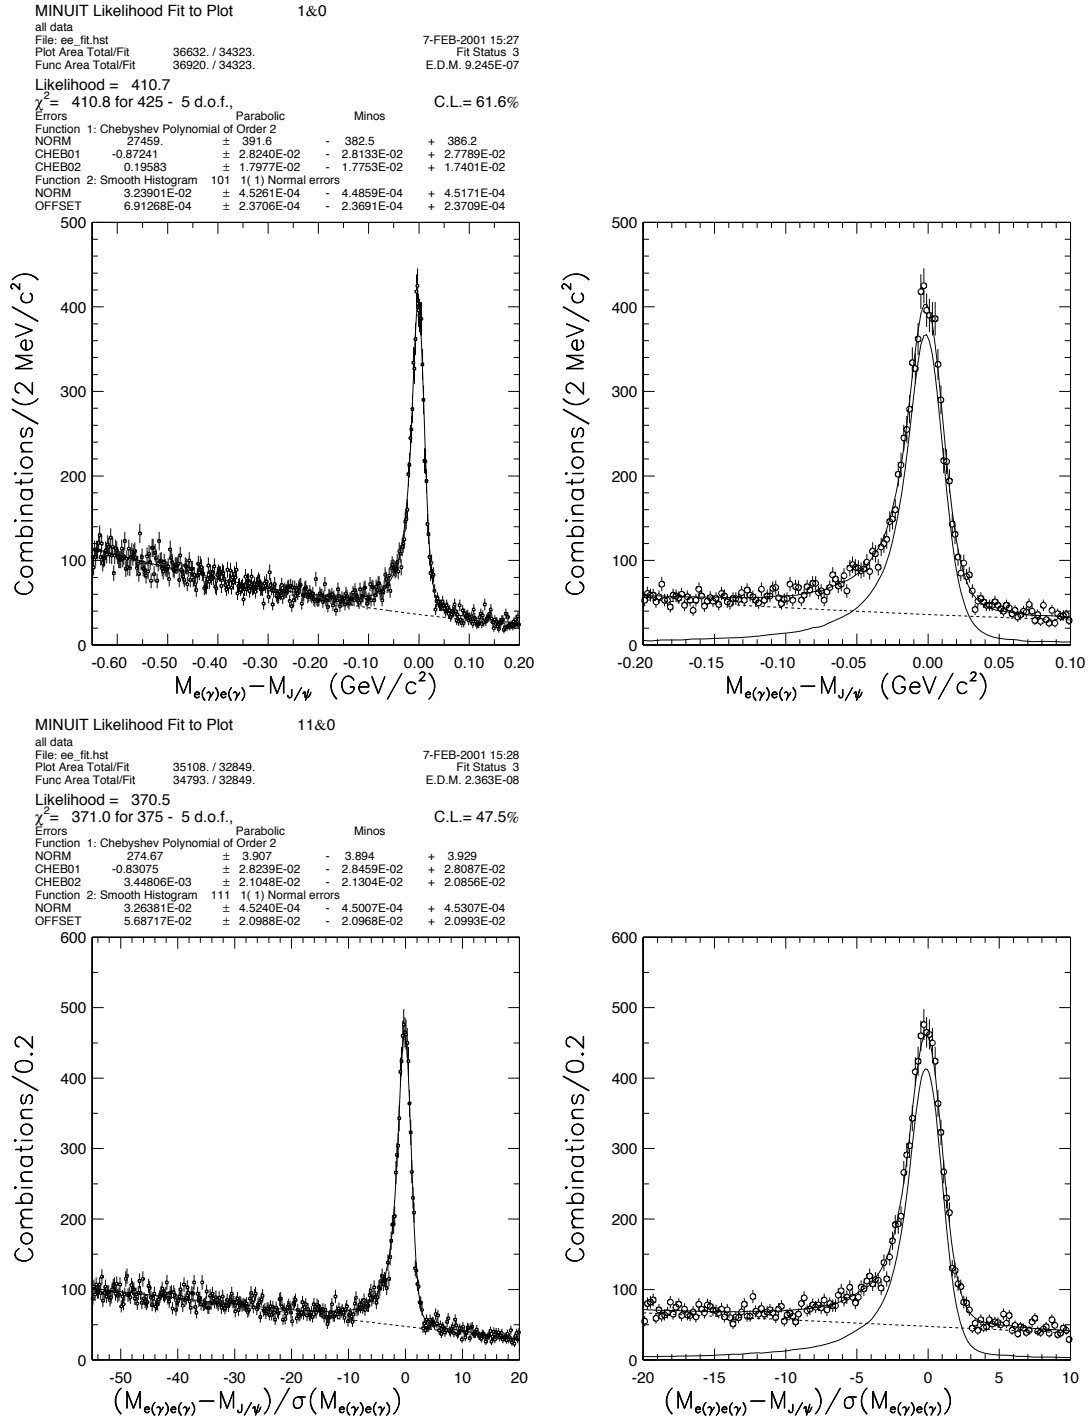 MINUIT Likelihood Fit to Plot 1&0
all data
File: ee_fit.hst 7-FEB-2001 15:27
Plot Area Total/Fit 36632. / 34323. Fit Status 3
Func Area Total/Fit 36920. / 34323. E.D.M. 9.245E-07
Likelihood = 410.7
χ²= 410.8 for 425 - 5 d.o.f., C.L.= 61.6%
Errors Parabolic Minos
Function 1: Chebyshev Polynomial of Order 2
NORM 27459. ± 391.6 - 382.5 + 386.2
CHEB01 -0.87241 ± 2.8240E-02 - 2.8133E-02 + 2.7789E-02
CHEB02 0.19583 ± 1.7977E-02 - 1.7753E-02 + 1.7401E-02
Function 2: Smooth Histogram 101 1( 1) Normal errors
NORM 3.23901E-02 ± 4.5261E-04 - 4.4859E-04 + 4.5171E-04
OFFSET 6.91268E-04 ± 2.3706E-04 - 2.3691E-04 + 2.3709E-04
500
400
300
200
100
0
Combinations/(2 MeV/c²)
-0.60 -0.50 -0.40 -0.30 -0.20 -0.10 0.00 0.10 0.20
M_e(γ)e(γ)−M_J/ψ (GeV/c²)
500
400
300
200
100
0
Combinations/(2 MeV/c²)
-0.20 -0.15 -0.10 -0.05 0.00 0.05 0.10
M_e(γ)e(γ)−M_J/ψ (GeV/c²)
MINUIT Likelihood Fit to Plot 11&0
all data
File: ee_fit.hst 7-FEB-2001 15:28
Plot Area Total/Fit 35108. / 32849. Fit Status 3
Func Area Total/Fit 34793. / 32849. E.D.M. 2.363E-08
Likelihood = 370.5
χ²= 371.0 for 375 - 5 d.o.f., C.L.= 47.5%
Errors Parabolic Minos
Function 1: Chebyshev Polynomial of Order 2
NORM 274.67 ± 3.907 - 3.894 + 3.929
CHEB01 -0.83075 ± 2.8239E-02 - 2.8459E-02 + 2.8087E-02
CHEB02 3.44806E-03 ± 2.1048E-02 - 2.1304E-02 + 2.0856E-02
Function 2: Smooth Histogram 111 1( 1) Normal errors
NORM 3.26381E-02 ± 4.5240E-04 - 4.5007E-04 + 4.5307E-04
OFFSET 5.68717E-02 ± 2.0988E-02 - 2.0968E-02 + 2.0993E-02
600
500
400
300
200
100
0
Combinations/0.2
-50 -40 -30 -20 -10 0 10 20
(M_e(γ)e(γ)−M_J/ψ)/σ(M_e(γ)e(γ))
600
500
400
300
200
100
0
Combinations/0.2
-20 -15 -10 -5 0 5 10
(M_e(γ)e(γ)−M_J/ψ)/σ(M_e(γ)e(γ))